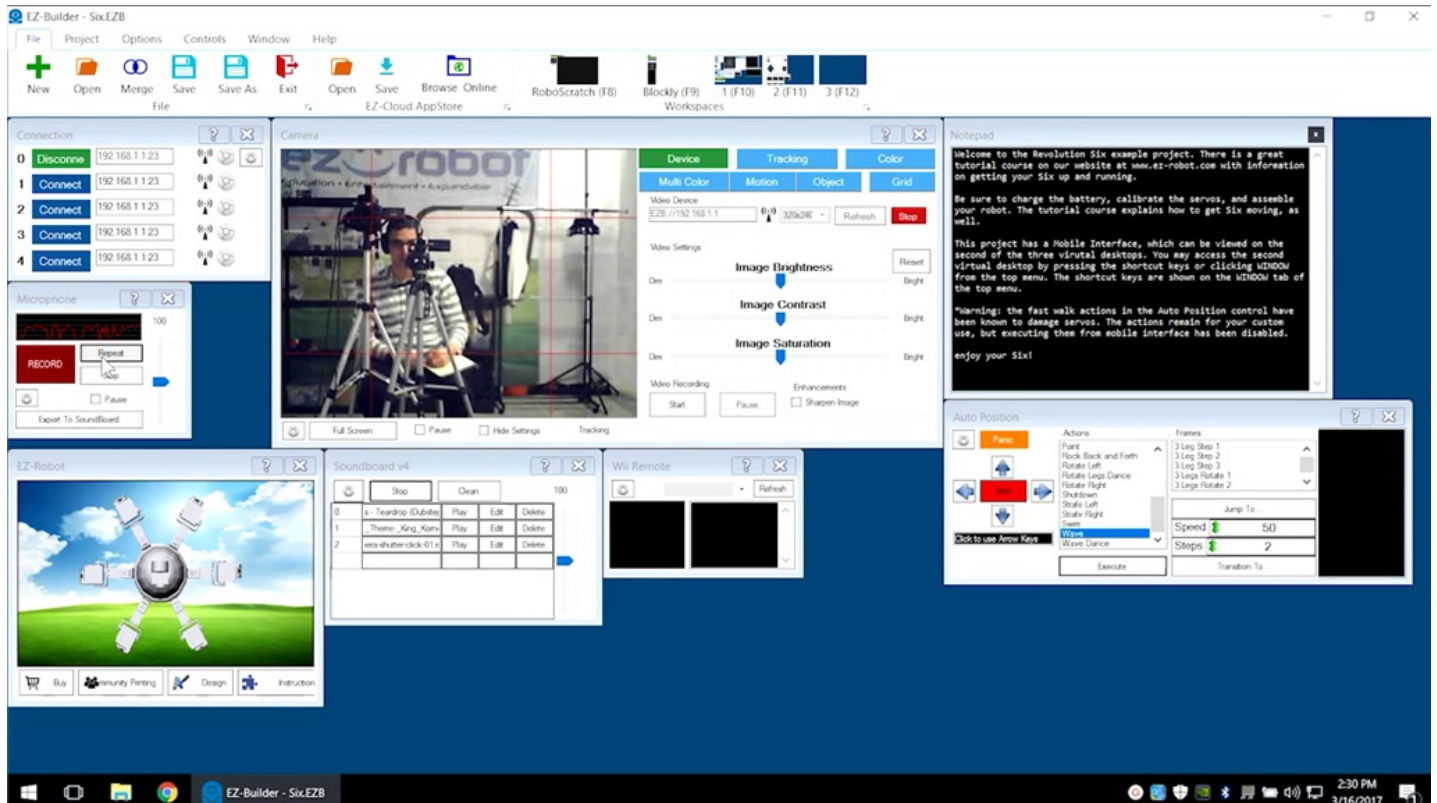 EZ-Builder - Six.EZB
File Project Options Controls Window Help
New Open Merge Save Save As Exit Open Save Browse Online RoboScratch (F8) Blockly (F9) 1 (F10) 2 (F11) 3 (F12)
File EZ-Cloud AppStore Workspaces
Connection
0 Disconne 192.168.1.1:23
1 Connect 192.168.1.1:23
2 Connect 192.168.1.1:23
3 Connect 192.168.1.1:23
4 Connect 192.168.1.1:23
Microphone
100
RECORD
Repeat
Stop
Pause
Export To SoundBoard
Camera
ez robot
Education • Entertainment • Expandable
Device Tracking Color
Multi Color Motion Object Grid
Video Device
EZB://192.168.1.1 320x24 Refresh Stop
Video Settings
Reset
Image Brightness
Dim Bright
Image Contrast
Dim Bright
Image Saturation
Dim Bright
Video Recording Enhancements
Start Pause Sharpen Image
Full Screen Pause Hide Settings Tracking
Notepad
Welcome to the Revolution Six example project. There is a great
tutorial course on our website at www.ez-robot.com with information
on getting your Six up and running.
Be sure to charge the battery, calibrate the servos, and assemble
your robot. The tutorial course explains how to get Six moving, as
well.
This project has a Mobile Interface, which can be viewed on the
second of the three virutal desktops. You may access the second
virtual desktop by pressing the shortcut keys or clicking WINDOW
from the top menu. The shortcut keys are shown on the WINDOW tab of
the top menu.
*Warning: the fast walk actions in the Auto Position control have
been known to damage servos. The actions remain for your custom
use, but executing them from mobile interface has been disabled.
enjoy your Six!
Auto Position
Panic
Stop
Click to use Arrow Keys
Actions
Point
Rock Back and Forth
Rotate Left
Rotate Legs Dance
Rotate Right
Shutdown
Strafe Left
Strafe Right
Swim
Wave
Wave Dance
Execute
Frames
3 Leg Step 1
3 Leg Step 2
3 Leg Step 3
3 Legs Rotate 1
3 Legs Rotate 2
Jump To...
Speed 50
Steps 2
Transition To...
EZ-Robot
Buy mmunity Printing Design Instruction
Soundboard v4
Stop Clean 100
0 s - Teardrop (Dubste Play Edit Delete
1 _Theme_-_King_Kon Play Edit Delete
2 era-shutter-click-01 Play Edit Delete
Wii Remote
Refresh
EZ-Builder - Six.EZB
2:30 PM
3/16/2017